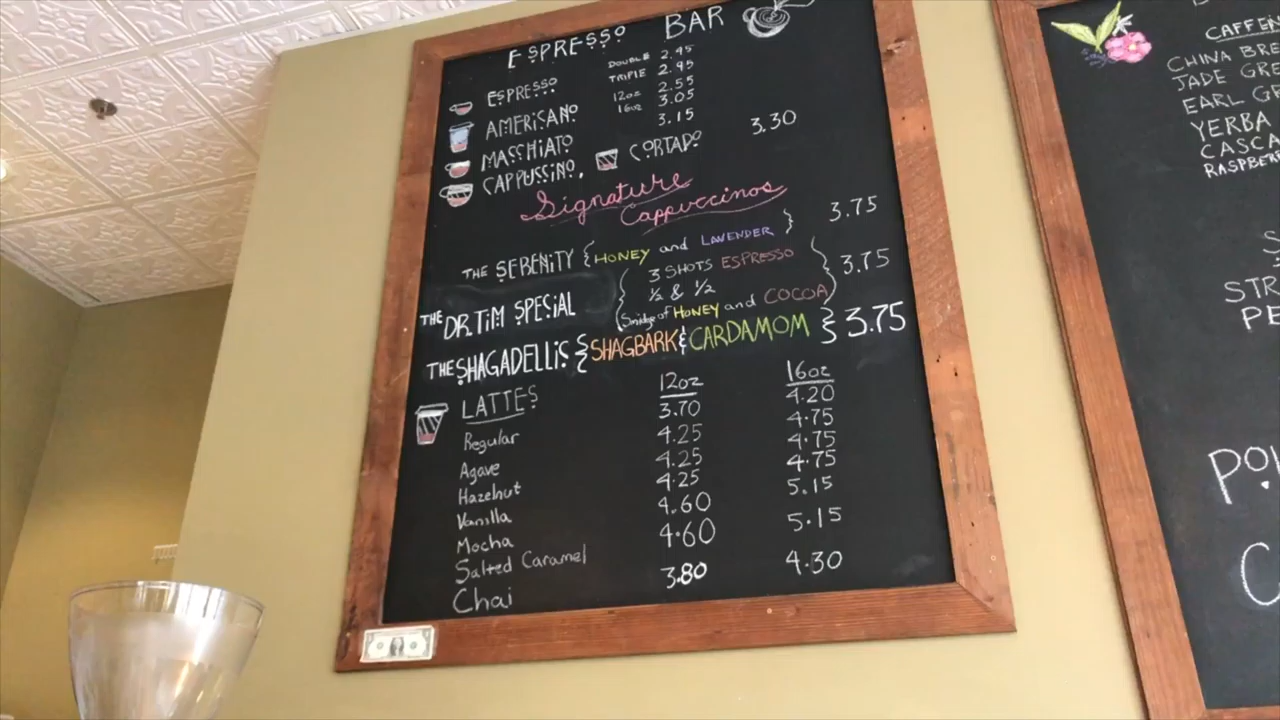 ESPRESSO BAR
ESPRESSO DOUBLE 2.45
TRIPLE 2.95
AMERICANO 12oz 2.55
16oz 3.05
MACCHIATO 3.15
CAPPUSSINO, CORTADO 3.30
Signature
Cappuccinos
THE SERENITY { HONEY and LAVENDER } 3.75
THE DR. TIM SPECIAL { 3 SHOTS ESPRESSO
½ & ½
Smidge of HONEY and COCOA } 3.75
THE SHAGADELLIS { SHAGBARK & CARDAMOM } 3.75
LATTES 12oz 16oz
Regular 3.70 4.20
Agave 4.25 4.75
Hazelnut 4.25 4.75
Vanilla 4.25 4.75
Mocha 4.60 5.15
Salted Caramel 4.60 5.15
Chai 3.80 4.30
CAFFEI
CHINA BRE
JADE GRE
EARL GR
YERBA
CASCA
RASPBERR
S
STR
PE
POI
C